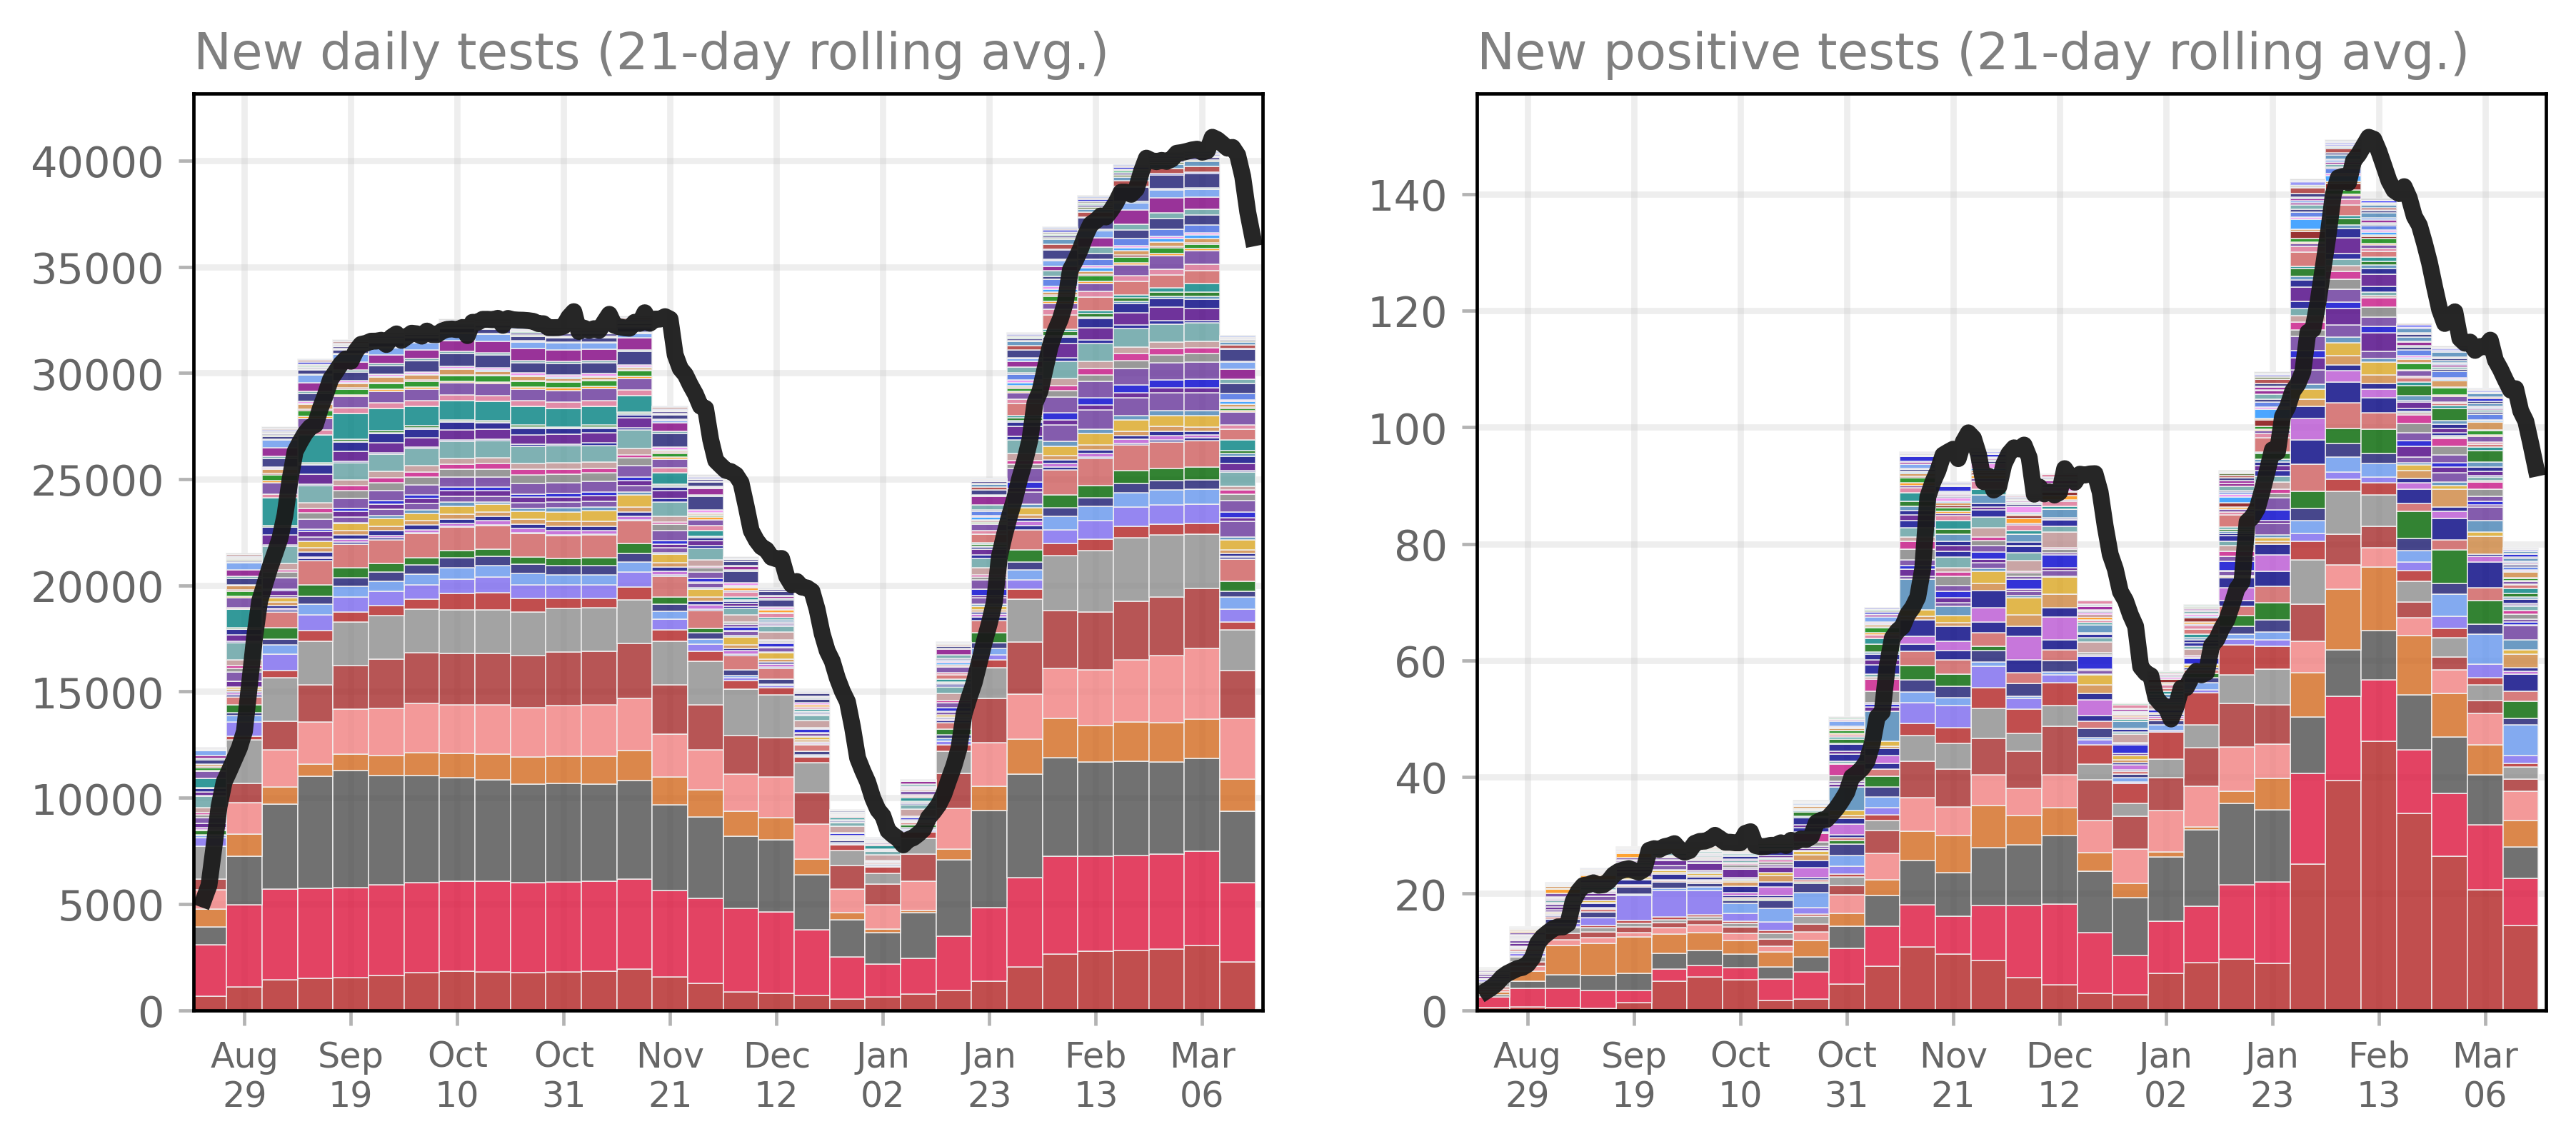 New daily tests (21-day rolling avg.)
40000
35000
30000
25000
20000
15000
10000
5000
0
Aug 29
Sep 19
Oct 10
Oct 31
Nov 21
Dec 12
Jan 02
Jan 23
Feb 13
Mar 06
New positive tests (21-day rolling avg.)
140
120
100
80
60
40
20
0
Aug 29
Sep 19
Oct 10
Oct 31
Nov 21
Dec 12
Jan 02
Jan 23
Feb 13
Mar 06